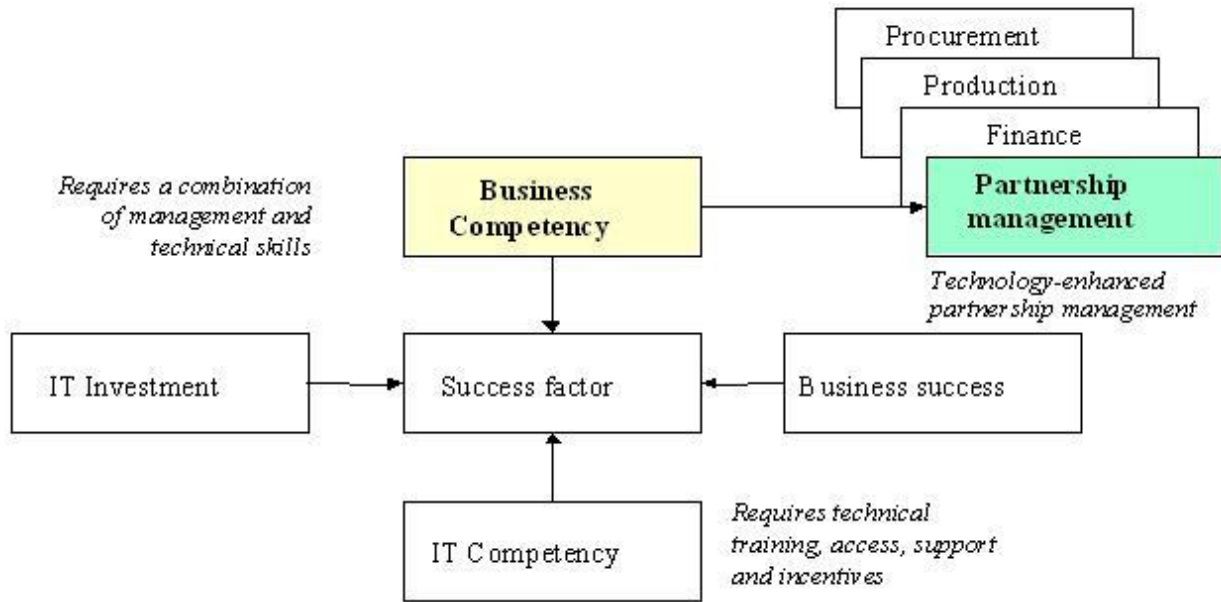 Procurement
Production
Finance
Requires a combination
of management and
technical skills
Business
Competency
Partnership
management
Technology-enhanced
partnership management
IT Investment
Success factor
Business success
IT Competency
Requires technical
training, access, support
and incentives